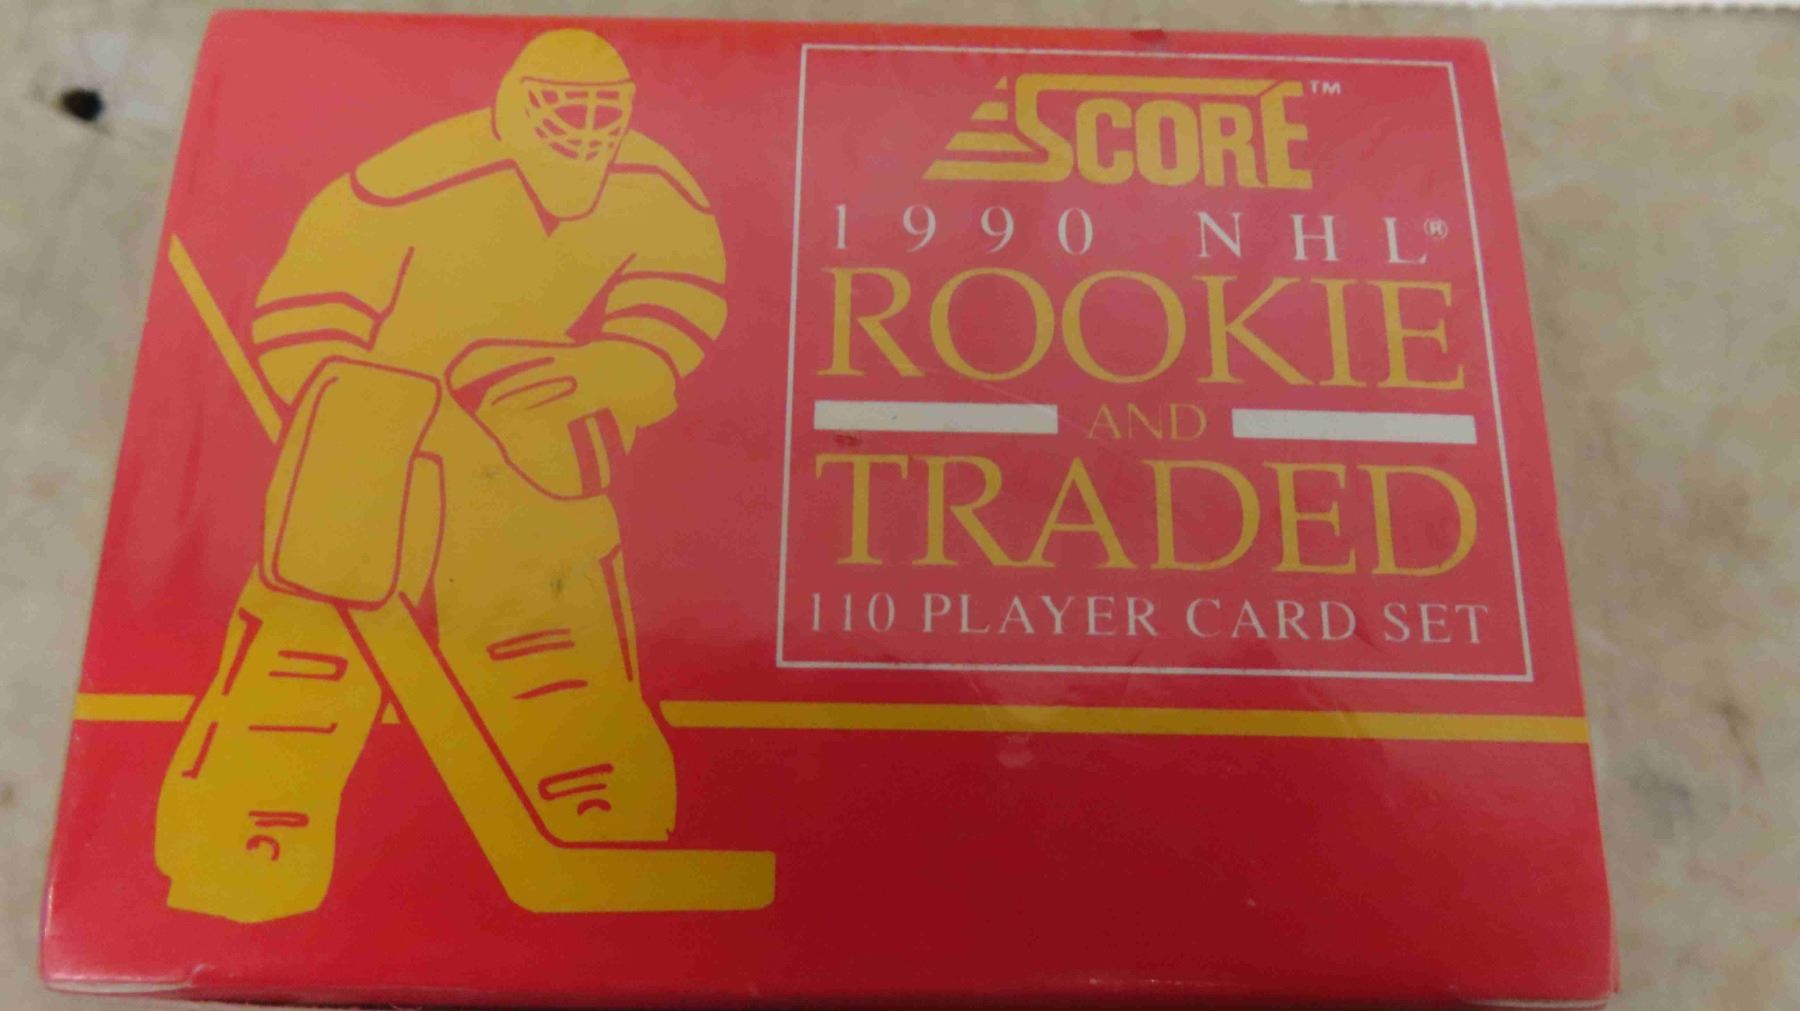 SCORE™
1990 NHL®
ROOKIE
AND
TRADED
110 PLAYER CARD SET